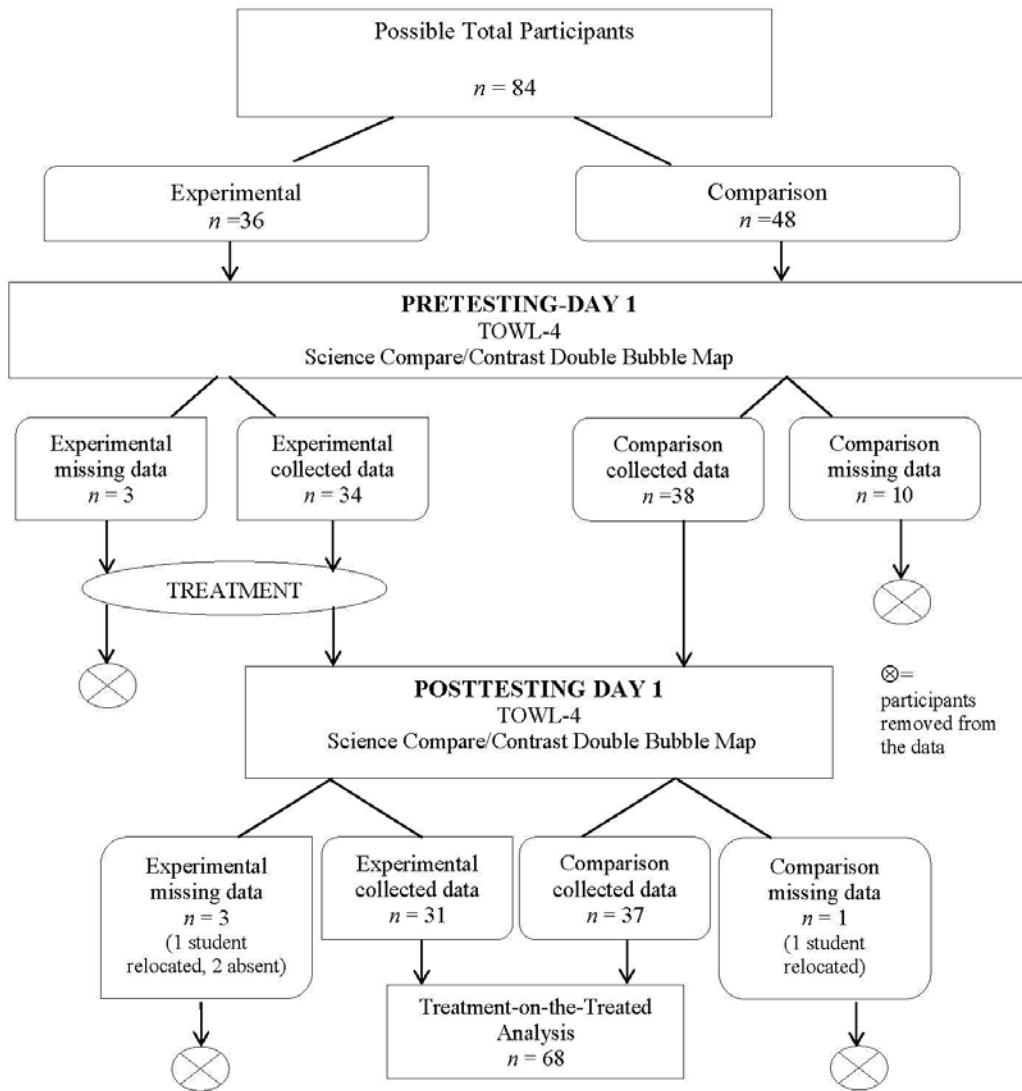 Possible Total Participants
n = 84
Experimental
n =36
Comparison
n =48
PRETESTING-DAY 1
TOWL-4
Science Compare/Contrast Double Bubble Map
Experimental
missing data
n = 3
Experimental
collected data
n = 34
Comparison
collected data
n =38
Comparison
missing data
n = 10
TREATMENT
POSTTESTING DAY 1
TOWL-4
Science Compare/Contrast Double Bubble Map
⊗=
participants
removed from
the data
Experimental
missing data
n = 3
(1 student
relocated, 2 absent)
Experimental
collected data
n = 31
Comparison
collected data
n = 37
Comparison
missing data
n = 1
(1 student
relocated)
Treatment-on-the-Treated
Analysis
n = 68